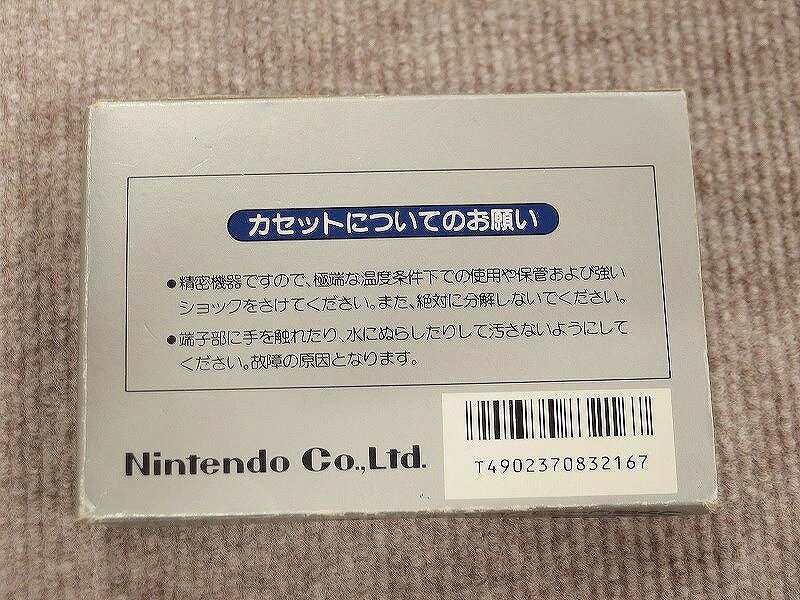 カセットについてのお願い
●精密機器ですので、極端な温度条件下での使用や保管および強い
ショックをさけてください。また、絶対に分解しないでください。
●端子部に手を触れたり、水にぬらしたりして汚さないようにして
ください。故障の原因となります。
Nintendo Co.,Ltd.
T4902370832167